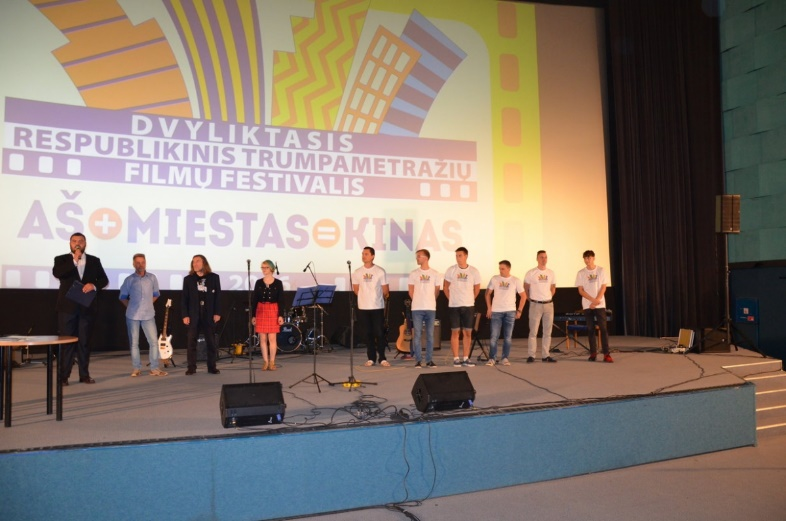 DVYLIKTASIS
RESPUBLIKINIS TRUMPAMETRAŽIŲ
FILMŲ FESTIVALIS
AŠ+MIESTAS=KINAS